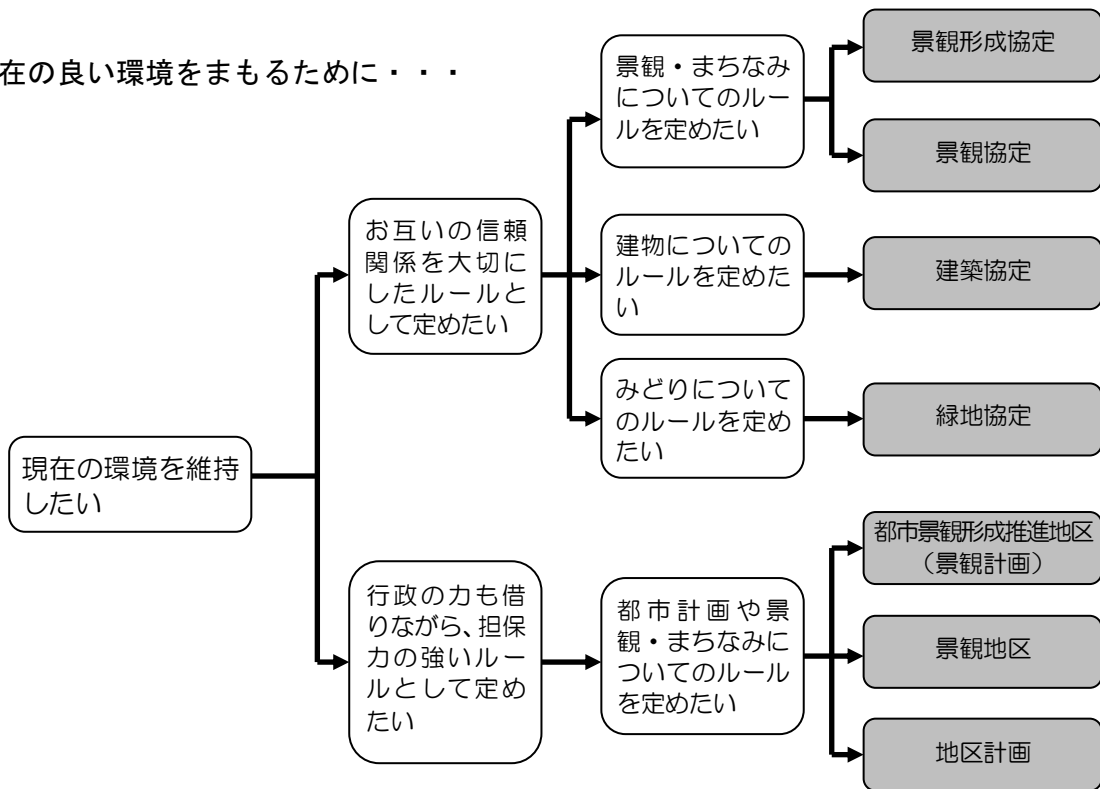 在の良い環境をまもるために・・・
現在の環境を維持
したい
お互いの信頼
関係を大切に
したルールと
して定めたい
景観・まちなみ
についてのルー
ルを定めたい
景観形成協定
景観協定
建物についての
ルールを定めた
い
建築協定
みどりについて
のルールを定め
たい
緑地協定
行政の力も借
りながら、担保
力の強いルー
ルとして定め
たい
都市計画や景
観・まちなみに
ついてのルール
を定めたい
都市景観形成推進地区
（景観計画）
景観地区
地区計画